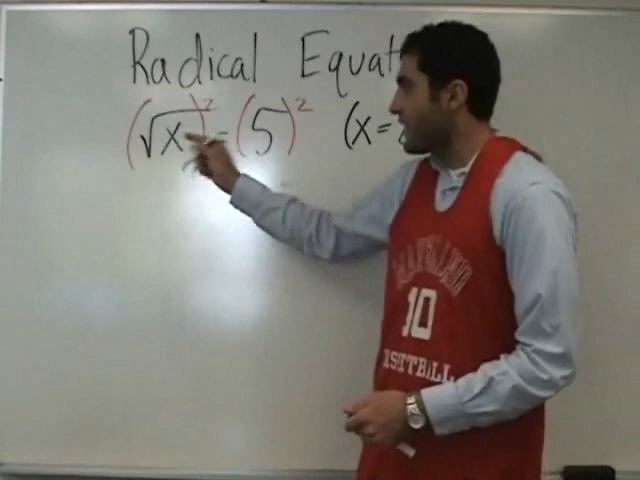 Radical Equat
(√x)² = (5)² (x =
MARYLAND
10
BASKETBALL